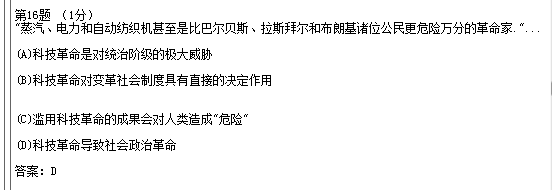 第16题 （1分）
"蒸汽、电力和自动纺织机甚至是比巴尔贝斯、拉斯拜尔和布朗基诸位公民更危险万分的革命家."...
(A)科技革命是对统治阶级的极大威胁
(B)科技革命对变革社会制度具有直接的决定作用
(C)滥用科技革命的成果会对人类造成"危险"
(D)科技革命导致社会政治革命
答案：D